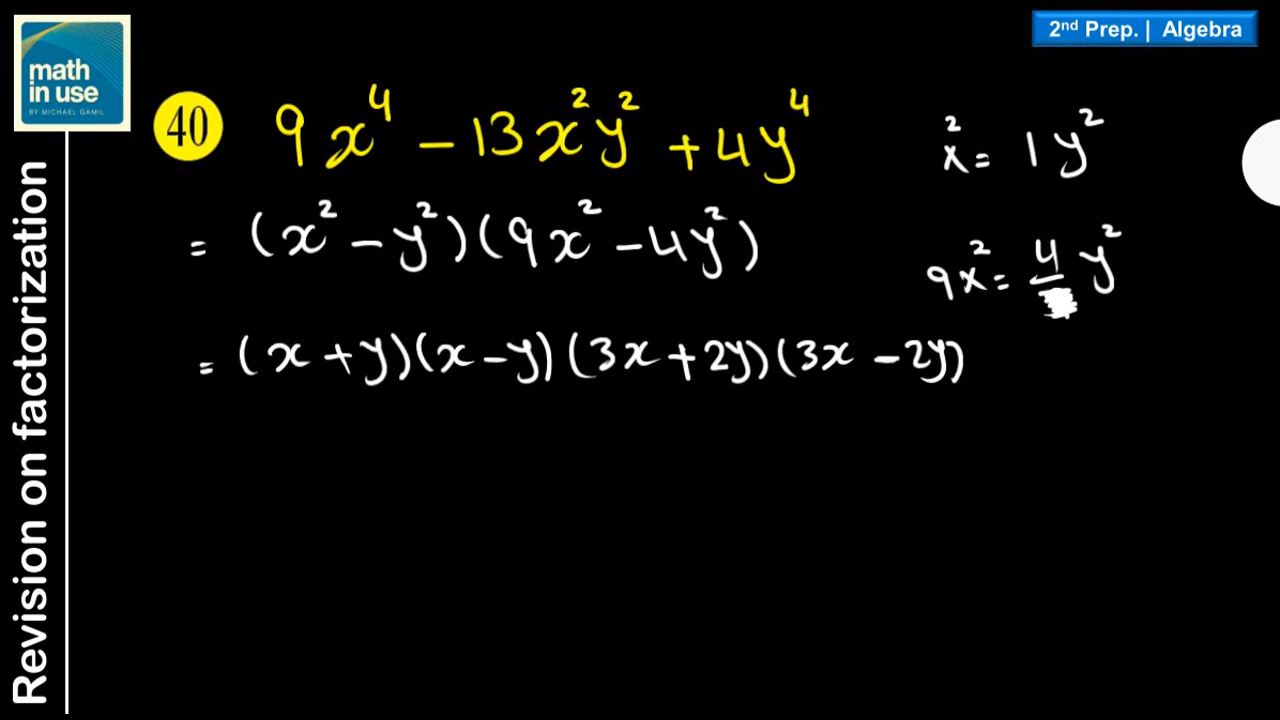 math
in use
BY MICHAEL GAMIL
2nd Prep. | Algebra
Revision on factorization
40 9x⁴ - 13x²y² + 4y⁴
= (x² - y²)(9x² - 4y²)
= (x + y)(x - y)(3x + 2y)(3x - 2y)
x² = 1y²
9x² = 4 y²